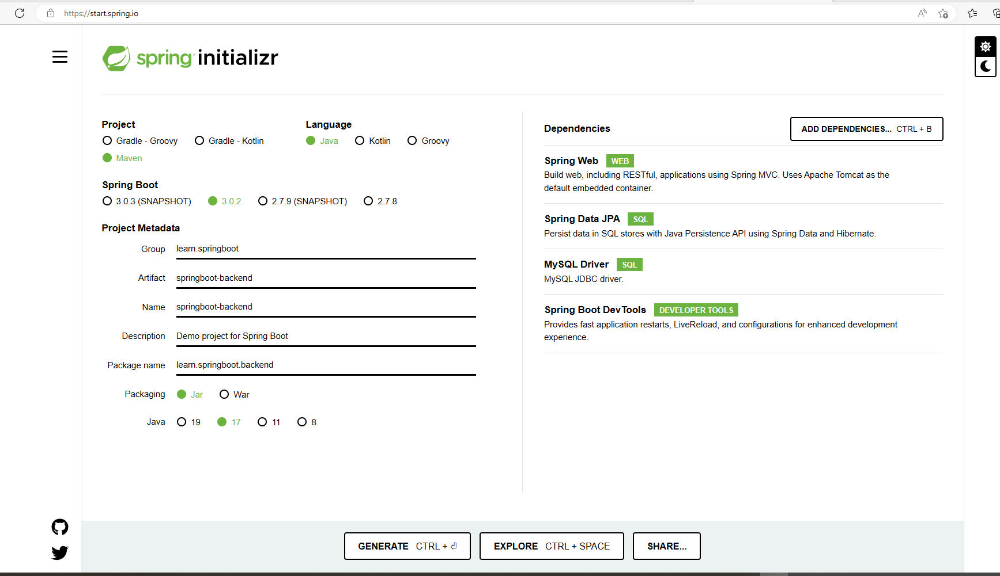 https://start.spring.io
spring initializr
Project
Gradle - Groovy Gradle - Kotlin
Maven
Language
Java Kotlin Groovy
Spring Boot
3.0.3 (SNAPSHOT) 3.0.2 2.7.9 (SNAPSHOT) 2.7.8
Project Metadata
Group learn.springboot
Artifact springboot-backend
Name springboot-backend
Description Demo project for Spring Boot
Package name learn.springboot.backend
Packaging Jar War
Java 19 17 11 8
Dependencies
ADD DEPENDENCIES... CTRL + B
Spring Web WEB
Build web, including RESTful, applications using Spring MVC. Uses Apache Tomcat as the
default embedded container.
Spring Data JPA SQL
Persist data in SQL stores with Java Persistence API using Spring Data and Hibernate.
MySQL Driver SQL
MySQL JDBC driver.
Spring Boot DevTools DEVELOPER TOOLS
Provides fast application restarts, LiveReload, and configurations for enhanced development
experience.
GENERATE CTRL + ⏎ EXPLORE CTRL + SPACE SHARE...